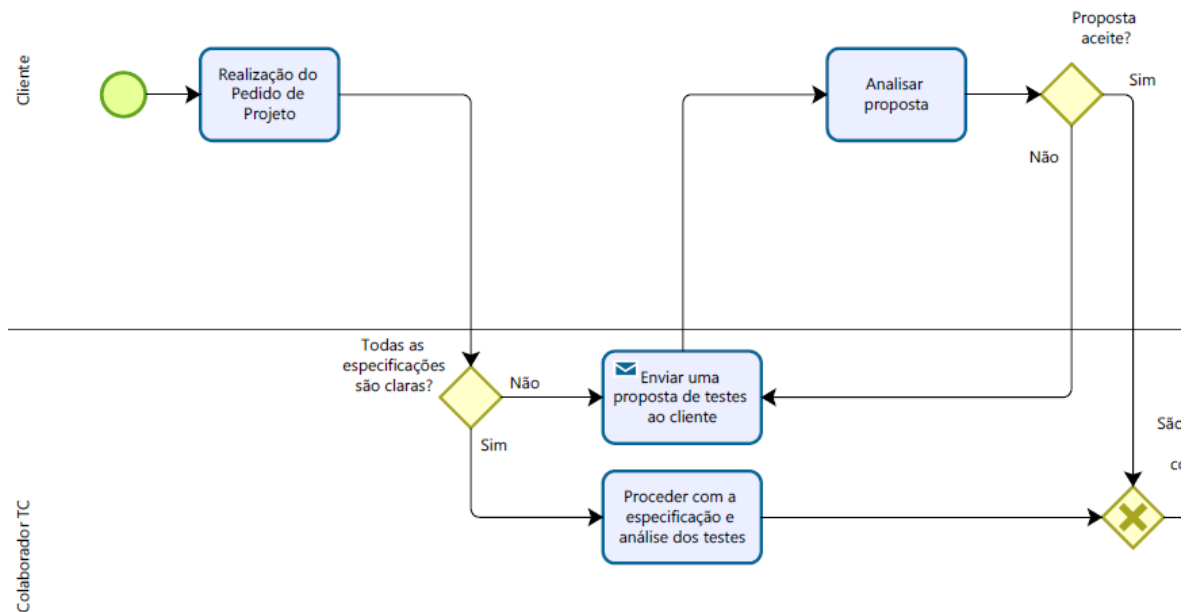 Cliente
Realização do
Pedido de
Projeto
Analisar
proposta
Proposta
aceite?
Sim
Não
Colaborador TC
Todas as
especificações
são claras?
Não
Sim
Enviar uma
proposta de testes
ao cliente
Proceder com a
especificação e
análise dos testes
São